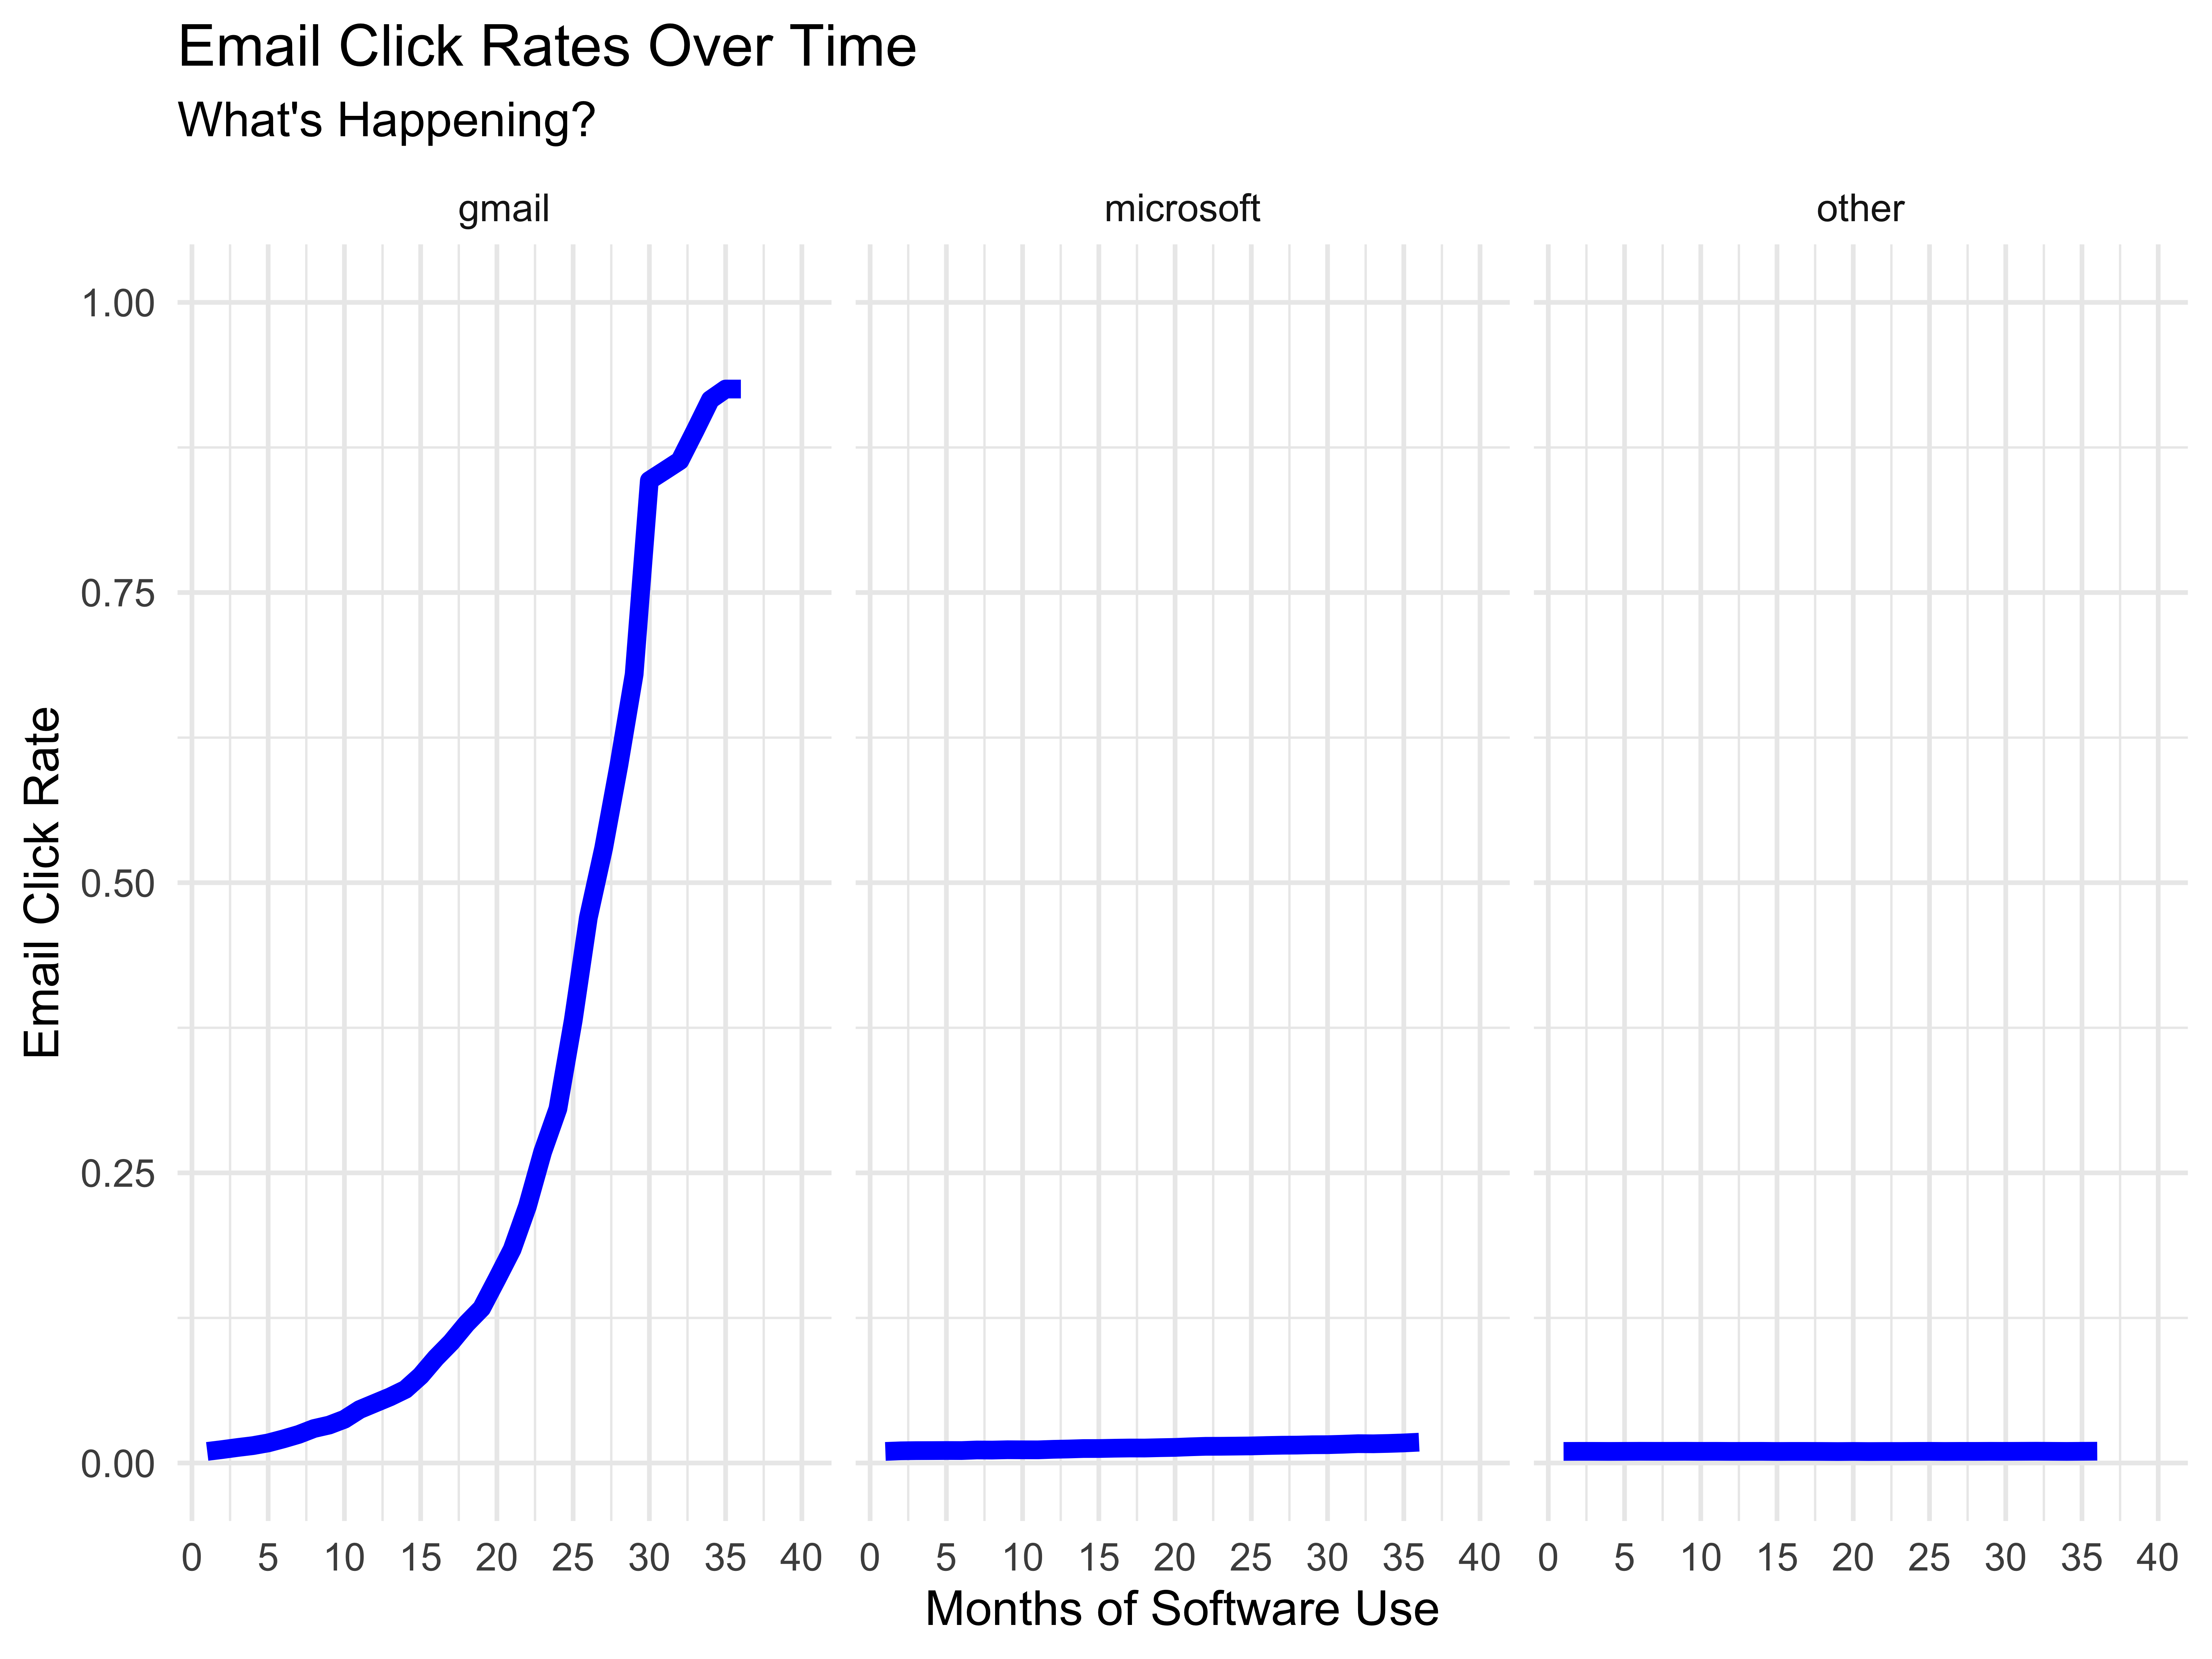 Email Click Rates Over Time
What's Happening?
gmail microsoft other
1.00
0.75
0.50
0.25
0.00
Email Click Rate
0 5 10 15 20 25 30 35 40 0 5 10 15 20 25 30 35 40 0 5 10 15 20 25 30 35 40
Months of Software Use